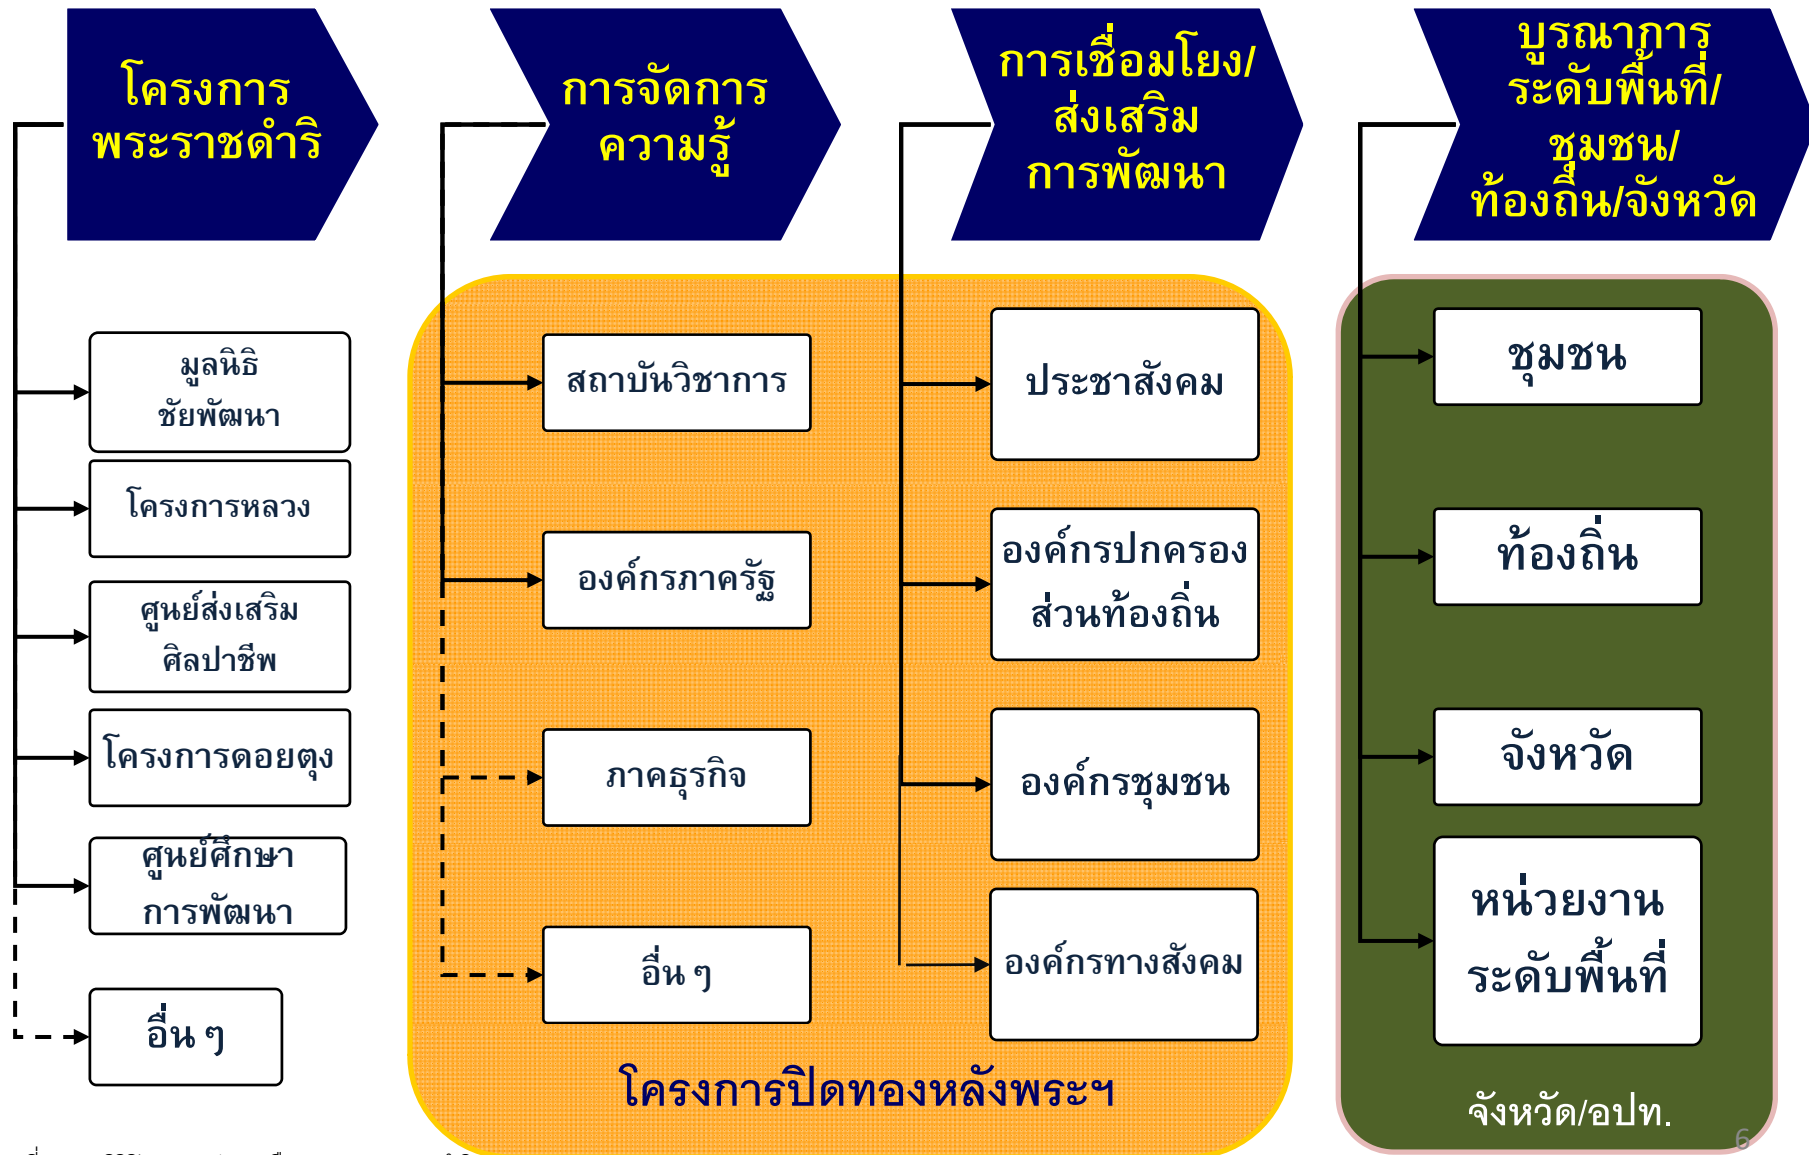 โครงการ
พระราชดำริ
การจัดการ
ความรู้
การเชื่อมโยง/
ส่งเสริม
การพัฒนา
บูรณาการ
ระดับพื้นที่/
ชุมชน/
ท้องถิ่น/จังหวัด
มูลนิธิ
ชัยพัฒนา
โครงการหลวง
ศูนย์ส่งเสริม
ศิลปาชีพ
โครงการดอยตุง
ศูนย์ศึกษา
การพัฒนา
อื่น ๆ
สถาบันวิชาการ
องค์กรภาครัฐ
ภาคธุรกิจ
อื่น ๆ
ประชาสังคม
องค์กรปกครอง
ส่วนท้องถิ่น
องค์กรชุมชน
องค์กรทางสังคม
โครงการปิดทองหลังพระฯ
ชุมชน
ท้องถิ่น
จังหวัด
หน่วยงาน
ระดับพื้นที่
จังหวัด/อปท.
6